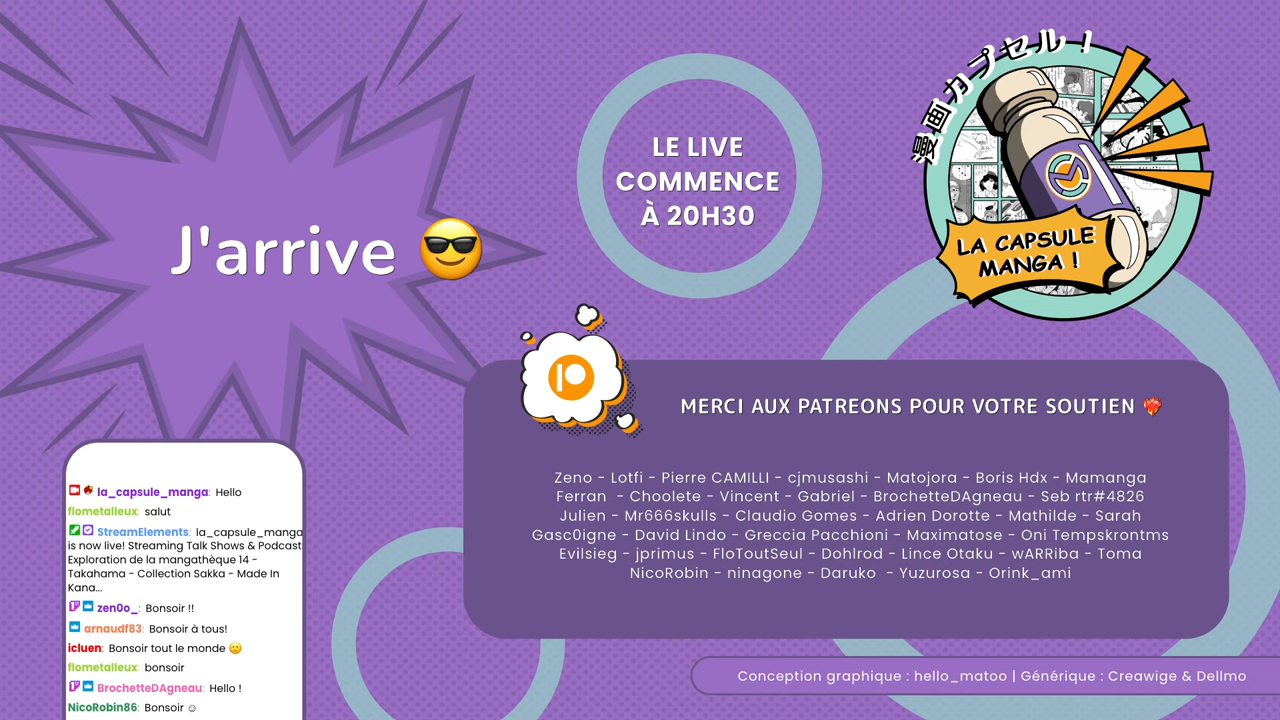 J'arrive 😎
LE LIVE
COMMENCE
À 20H30
漫画カプセル！
LA CAPSULE
MANGA !
MERCI AUX PATREONS POUR VOTRE SOUTIEN ❤️‍🔥
Zeno - Lotfi - Pierre CAMILLI - cjmusashi - Matojora - Boris Hdx - Mamanga
Ferran - Choolete - Vincent - Gabriel - BrochetteDAgneau - Seb rtr#4826
Julien - Mr666skulls - Claudio Gomes - Adrien Dorotte - Mathilde - Sarah
Gasc0igne - David Lindo - Greccia Pacchioni - Maximatose - Oni Tempskrontms
Evilsieg - jprimus - FloToutSeul - Dohlrod - Lince Otaku - wARRiba - Toma
NicoRobin - ninagone - Daruko - Yuzurosa - Orink_ami
la_capsule_manga: Hello
flometalleux: salut
StreamElements: la_capsule_manga
is now live! Streaming Talk Shows & Podcast
Exploration de la mangathèque 14 -
Takahama - Collection Sakka - Made In
Kana...
zen0o_: Bonsoir !!
arnaudf83: Bonsoir à tous!
icluen: Bonsoir tout le monde 🙂
flometalleux: bonsoir
BrochetteDAgneau: Hello !
NicoRobin86: Bonsoir ☺
Conception graphique : hello_matoo | Générique : Creawige & Dellmo